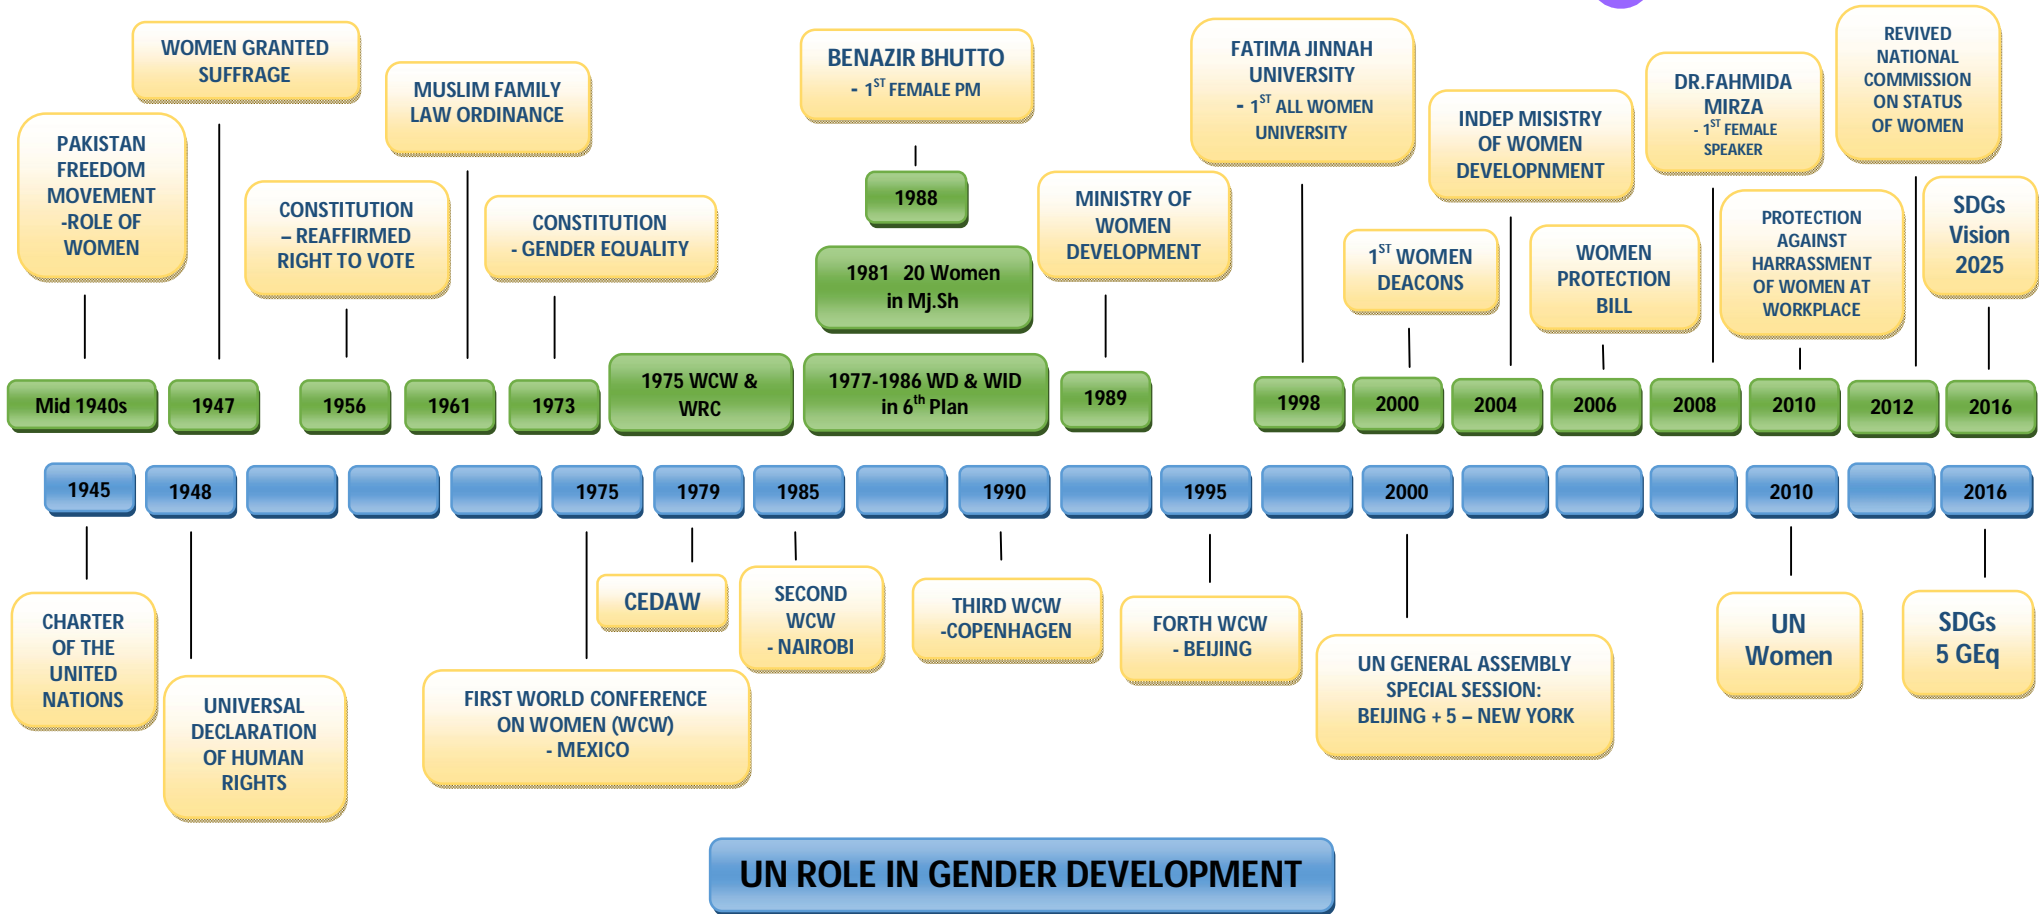 WOMEN GRANTED
SUFFRAGE
PAKISTAN
FREEDOM
MOVEMENT
-ROLE OF
WOMEN
CONSTITUTION
– REAFFIRMED
RIGHT TO VOTE
MUSLIM FAMILY
LAW ORDINANCE
CONSTITUTION
- GENDER EQUALITY
BENAZIR BHUTTO
- 1ST FEMALE PM
1988
1981 20 Women
in Mj.Sh
MINISTRY OF
WOMEN
DEVELOPMENT
FATIMA JINNAH
UNIVERSITY
- 1ST ALL WOMEN
UNIVERSITY
1ST WOMEN
DEACONS
INDEP MISISTRY
OF WOMEN
DEVELOPNMENT
WOMEN
PROTECTION
BILL
DR.FAHMIDA
MIRZA
- 1ST FEMALE
SPEAKER
PROTECTION
AGAINST
HARRASSMENT
OF WOMEN AT
WORKPLACE
REVIVED
NATIONAL
COMMISSION
ON STATUS
OF WOMEN
SDGs
Vision
2025
Mid 1940s
1947
1956
1961
1973
1975 WCW &
WRC
1977-1986 WD & WID
in 6th Plan
1989
1998
2000
2004
2006
2008
2010
2012
2016
1945
1948
1975
1979
1985
1990
1995
2000
2010
2016
CHARTER
OF THE
UNITED
NATIONS
UNIVERSAL
DECLARATION
OF HUMAN
RIGHTS
FIRST WORLD CONFERENCE
ON WOMEN (WCW)
- MEXICO
CEDAW
SECOND
WCW
- NAIROBI
THIRD WCW
-COPENHAGEN
FORTH WCW
- BEIJING
UN GENERAL ASSEMBLY
SPECIAL SESSION:
BEIJING + 5 – NEW YORK
UN
Women
SDGs
5 GEq
UN ROLE IN GENDER DEVELOPMENT